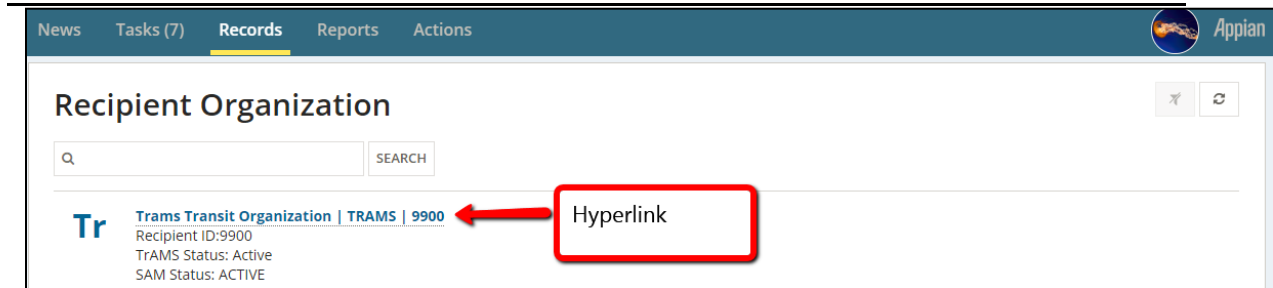 News Tasks (7) Records Reports Actions Appian
Recipient Organization
SEARCH
Tr
Trams Transit Organization | TRAMS | 9900
Hyperlink
Recipient ID:9900
TrAMS Status: Active
SAM Status: ACTIVE